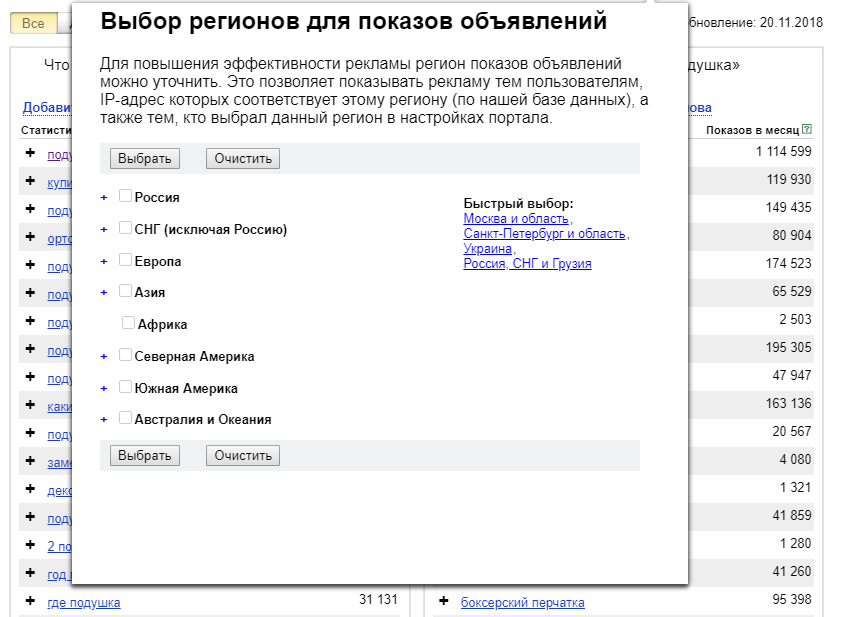 Все
Выбор регионов для показов объявлений
бновление: 20.11.2018
Что
Для повышения эффективности рекламы регион показов объявлений
можно уточнить. Это позволяет показывать рекламу тем пользователям,
IP-адрес которых соответствует этому региону (по нашей базе данных), а
также тем, кто выбрал данный регион в настройках портала.
душка»
Добави
ова
Статисти
Показов в месяц ?
Выбрать Очистить
+ Россия
+ СНГ (исключая Россию)
+ Европа
+ Азия
Африка
+ Северная Америка
+ Южная Америка
+ Австралия и Океания
Быстрый выбор:
Москва и область,
Санкт-Петербург и область,
Украина,
Россия, СНГ и Грузия
Выбрать Очистить
+ поду
+ купи
+ поду
+ орто
+ поду
+ поду
+ поду
+ поду
+ поду
+ каки
+ поду
+ заме
+ деко
+ поду
+ 2 по
+ год
+ где подушка 31 131
1 114 599
119 930
149 435
80 904
174 523
65 529
2 503
195 305
47 947
163 136
20 567
4 080
1 321
41 859
1 280
41 260
+ боксерский перчатка 95 398